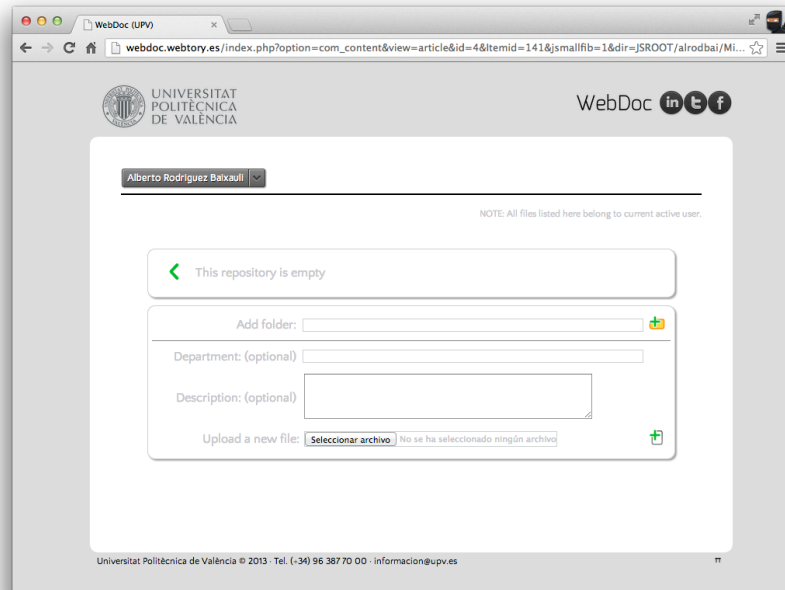 WebDoc (UPV)
webdoc.webtory.es/index.php?option=com_content&view=article&id=4&Itemid=141&jsmallfib=1&dir=JSROOT/alrodbai/Mi...
UNIVERSITAT
POLITÈCNICA
DE VALÈNCIA
WebDoc in t f
Alberto Rodríguez Baixauli
NOTE: All files listed here belong to current active user.
This repository is empty
Add folder:
Department: (optional)
Description: (optional)
Upload a new file: Seleccionar archivo No se ha seleccionado ningún archivo
Universitat Politècnica de València © 2013 · Tel. (+34) 96 387 70 00 · informacion@upv.es